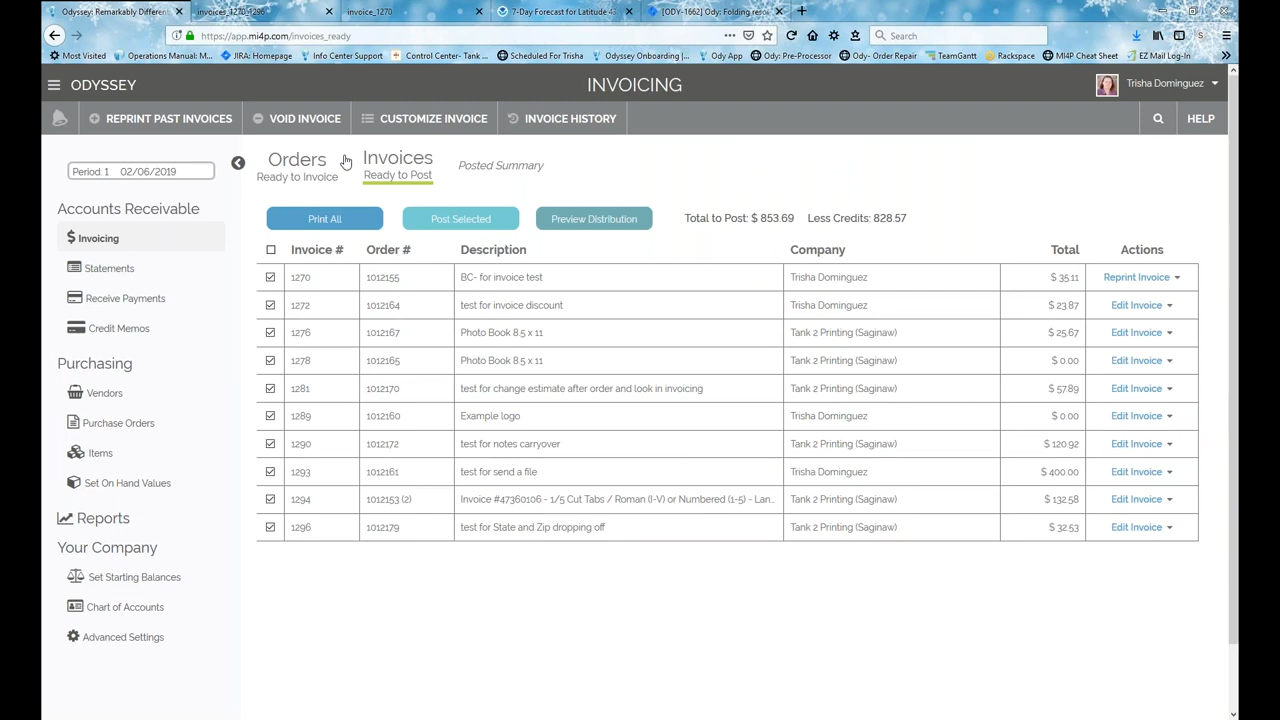 Odyssey: Remarkably Differen
invoices_1270_1296
invoice_1270
7-Day Forecast for Latitude 4
[ODY-1662] Ody: Folding rem
https://app.mi4p.com/invoices_ready
Search
Most Visited
Operations Manual: M...
JIRA: Homepage
Info Center Support
Control Center- Tank ...
Scheduled For Trisha
Odyssey Onboarding |...
Ody App
Ody: Pre-Processor
Ody- Order Repair
TeamGantt
Rackspace
MI4P Cheat Sheet
EZ Mail Log-In
ODYSSEY
INVOICING
Trisha Dominguez
REPRINT PAST INVOICES
VOID INVOICE
CUSTOMIZE INVOICE
INVOICE HISTORY
HELP
Period: 1 02/06/2019
Accounts Receivable
Invoicing
Statements
Receive Payments
Credit Memos
Purchasing
Vendors
Purchase Orders
Items
Set On Hand Values
Reports
Your Company
Set Starting Balances
Chart of Accounts
Advanced Settings
Orders
Ready to Invoice
Invoices
Ready to Post
Posted Summary
Print All
Post Selected
Preview Distribution
Total to Post: $ 853.69 Less Credits: 828.57
Invoice # Order # Description Company Total Actions
1270 1012155 BC- for invoice test Trisha Dominguez $ 35.11 Reprint Invoice
1272 1012164 test for invoice discount Trisha Dominguez $ 23.87 Edit Invoice
1276 1012167 Photo Book 8.5 x 11 Tank 2 Printing (Saginaw) $ 25.67 Edit Invoice
1278 1012165 Photo Book 8.5 x 11 Tank 2 Printing (Saginaw) $ 0.00 Edit Invoice
1281 1012170 test for change estimate after order and look in invoicing Tank 2 Printing (Saginaw) $ 57.89 Edit Invoice
1289 1012160 Example logo Trisha Dominguez $ 0.00 Edit Invoice
1290 1012172 test for notes carryover Tank 2 Printing (Saginaw) $ 120.92 Edit Invoice
1293 1012161 test for send a file Trisha Dominguez $ 400.00 Edit Invoice
1294 1012153 (2) Invoice #47360106 - 1/5 Cut Tabs / Roman (I-V) or Numbered (1-5) - Lan... Tank 2 Printing (Saginaw) $ 132.58 Edit Invoice
1296 1012179 test for State and Zip dropping off Tank 2 Printing (Saginaw) $ 32.53 Edit Invoice